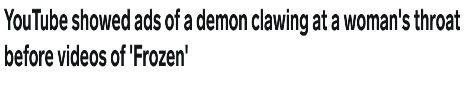 YouTube showed ads of a demon clawing at a woman's throat
before videos of 'Frozen'